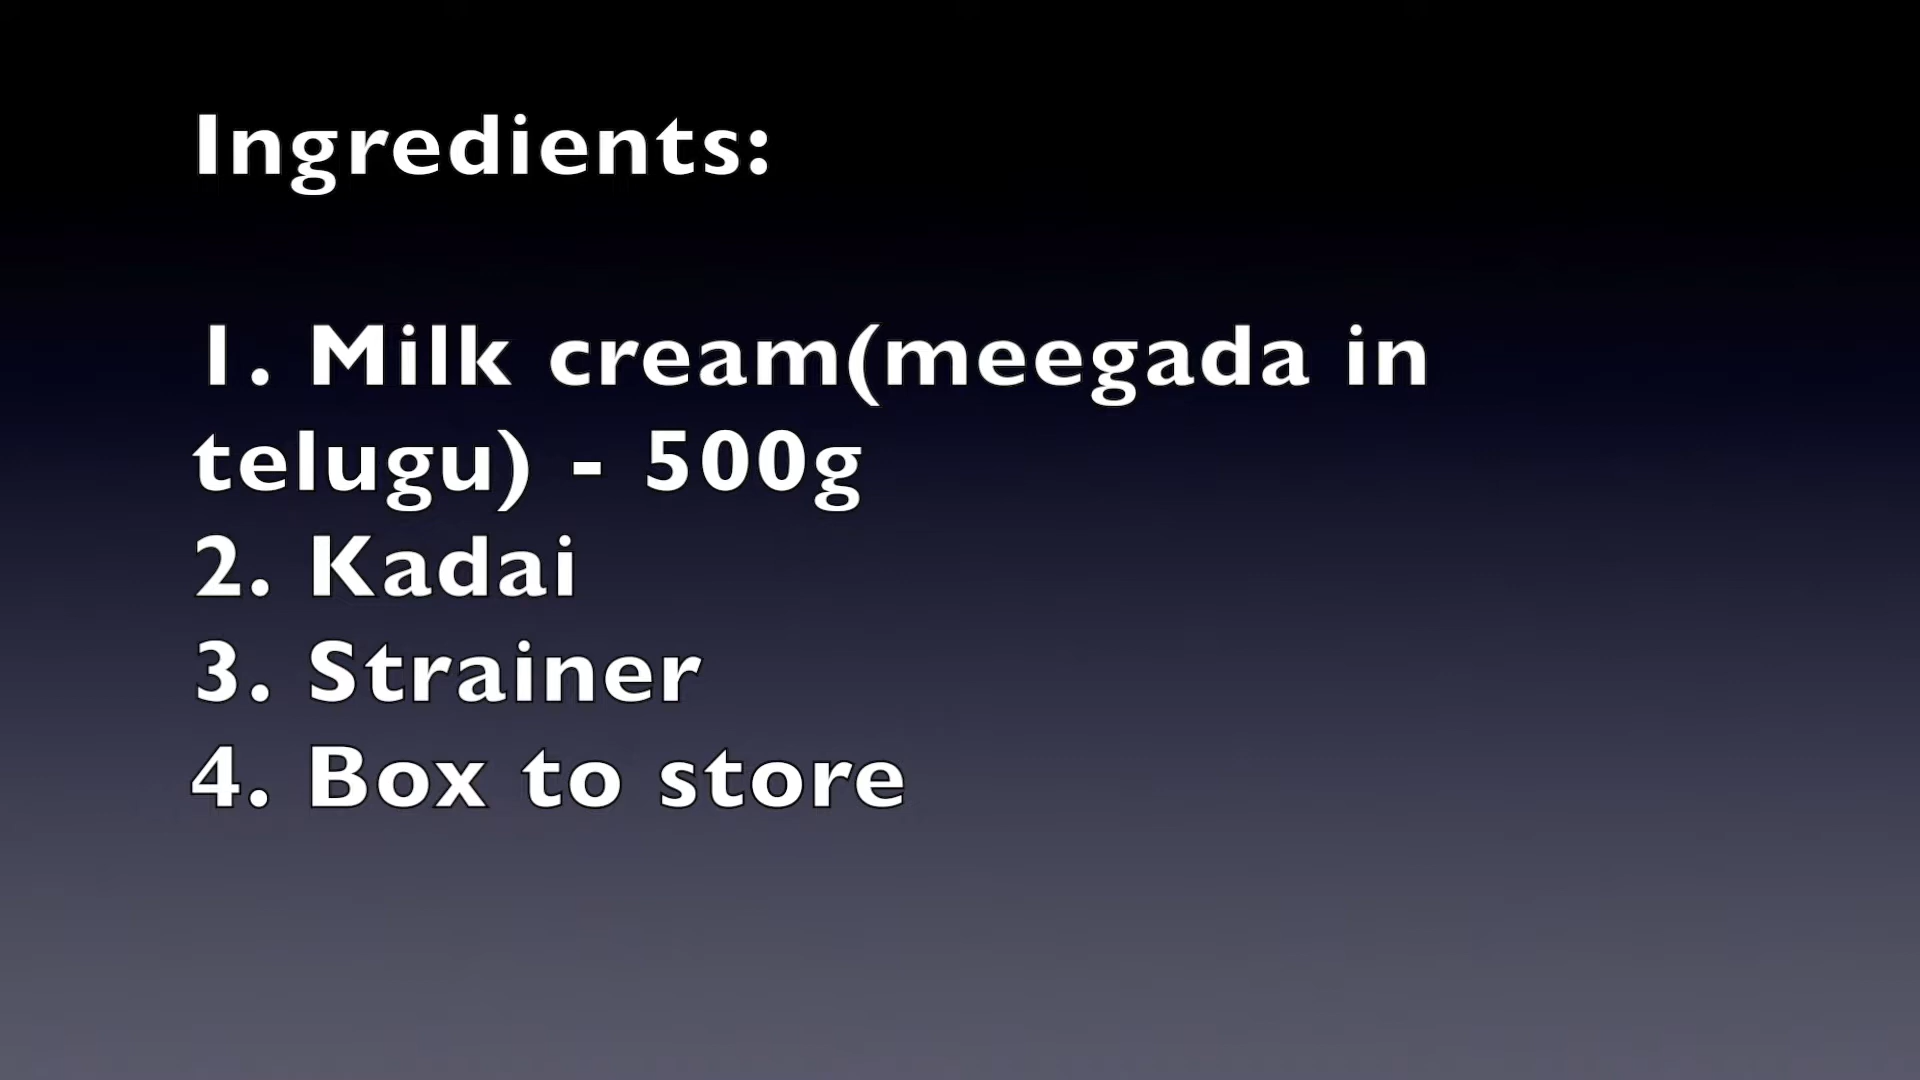 Ingredients:
1. Milk cream(meegada in
telugu) - 500g
2. Kadai
3. Strainer
4. Box to store